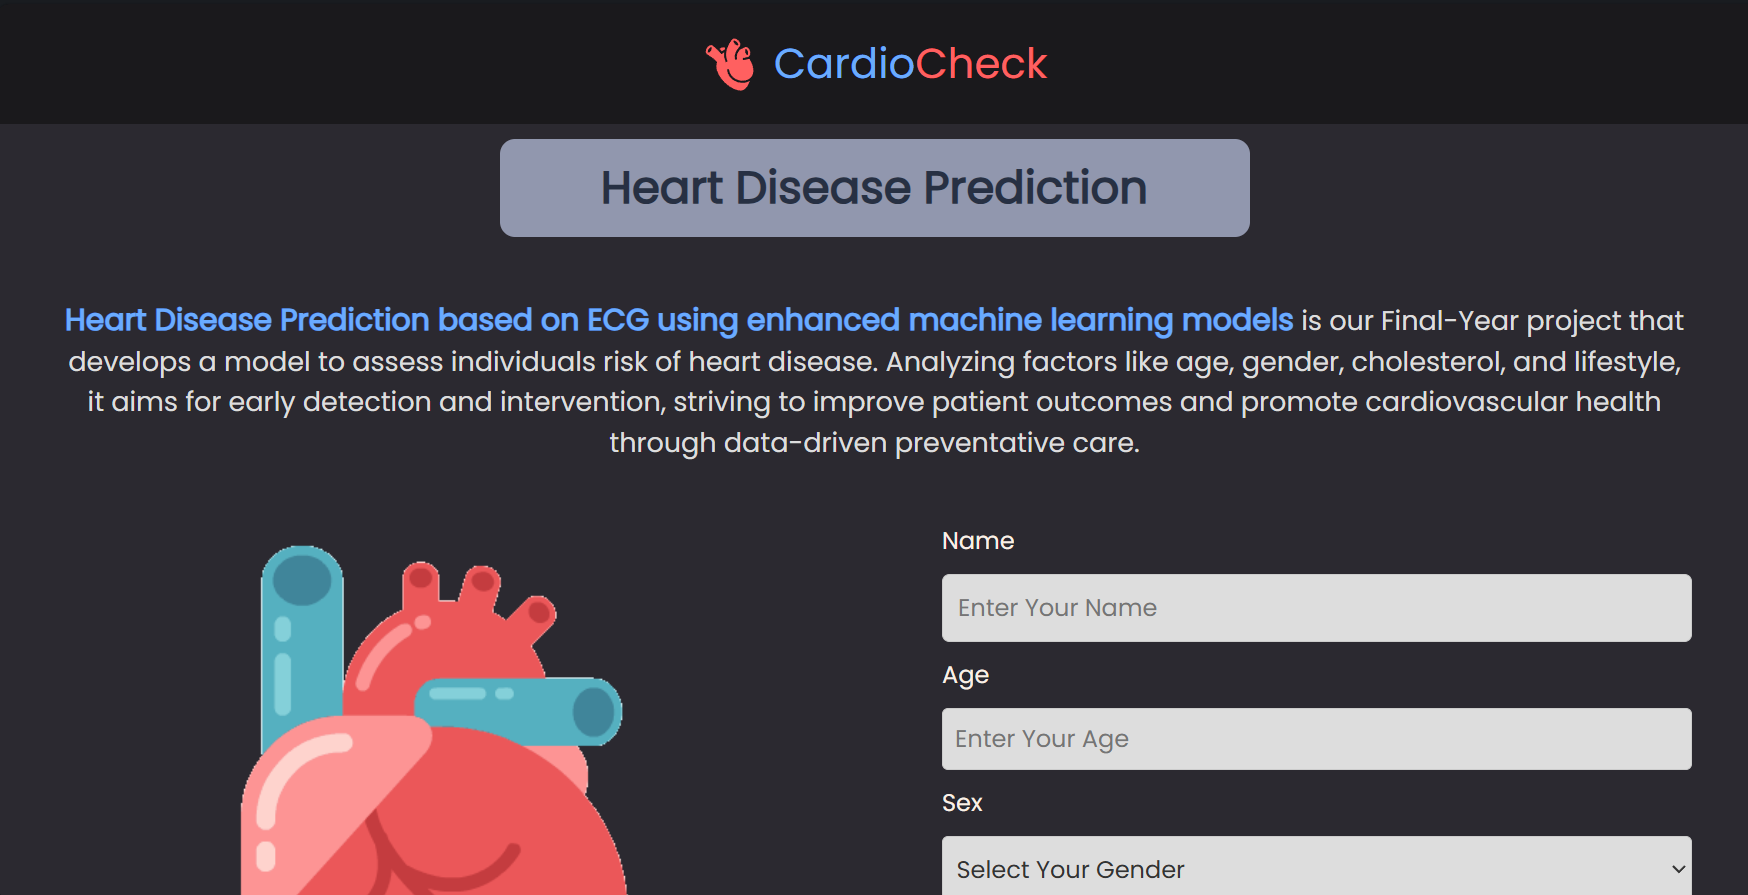 CardioCheck
Heart Disease Prediction
Heart Disease Prediction based on ECG using enhanced machine learning models is our Final-Year project that
develops a model to assess individuals risk of heart disease. Analyzing factors like age, gender, cholesterol, and lifestyle,
it aims for early detection and intervention, striving to improve patient outcomes and promote cardiovascular health
through data-driven preventative care.
Name
Enter Your Name
Age
Enter Your Age
Sex
Select Your Gender